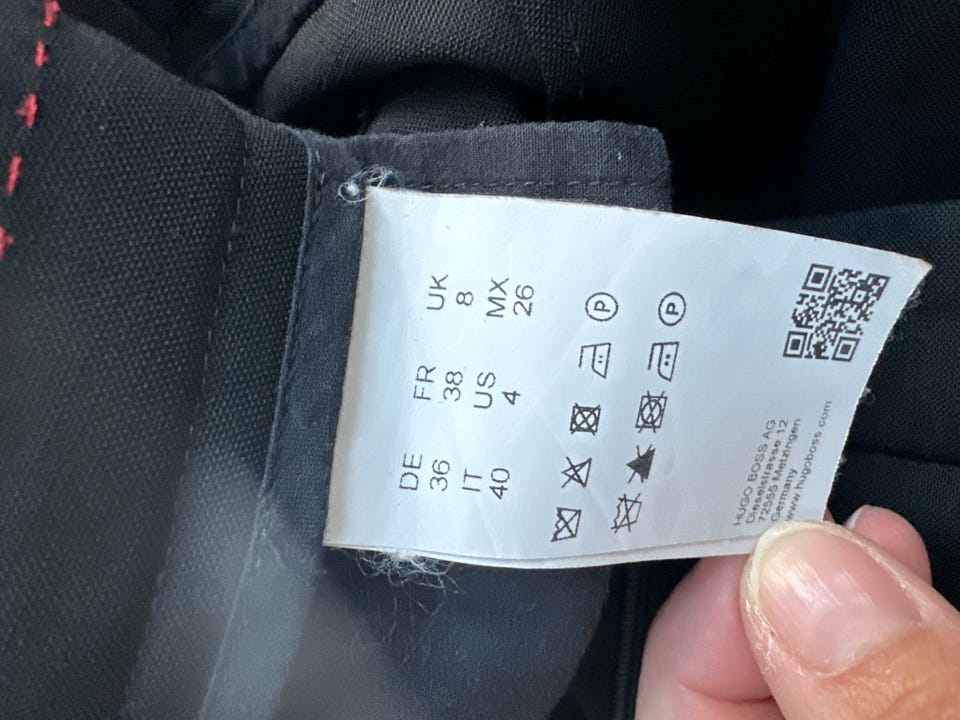 DE FR UK
36 38 8
IT US MX
40 4 26
P
P
HUGO BOSS AG
Dieselstrasse 12
72555 Metzingen
Germany
www.hugoboss.com